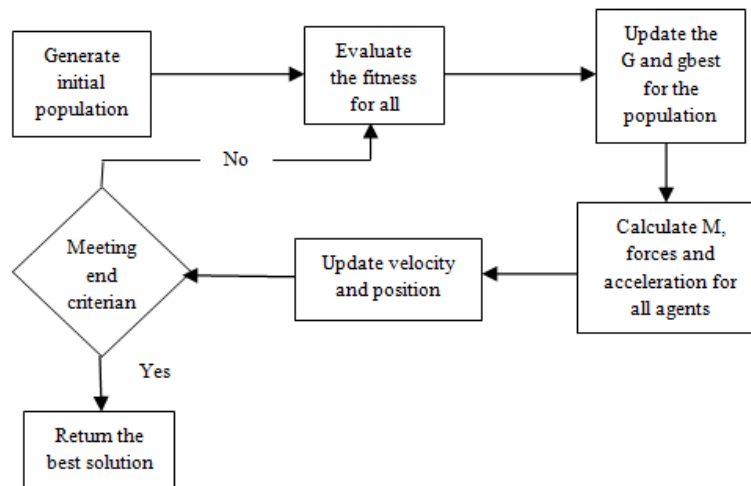 Generate
initial
population
Evaluate
the fitness
for all
Update the
G and gbest
for the
population
Calculate M,
forces and
acceleration for
all agents
Update velocity
and position
Meeting
end
criterian
No
Yes
Return the
best solution